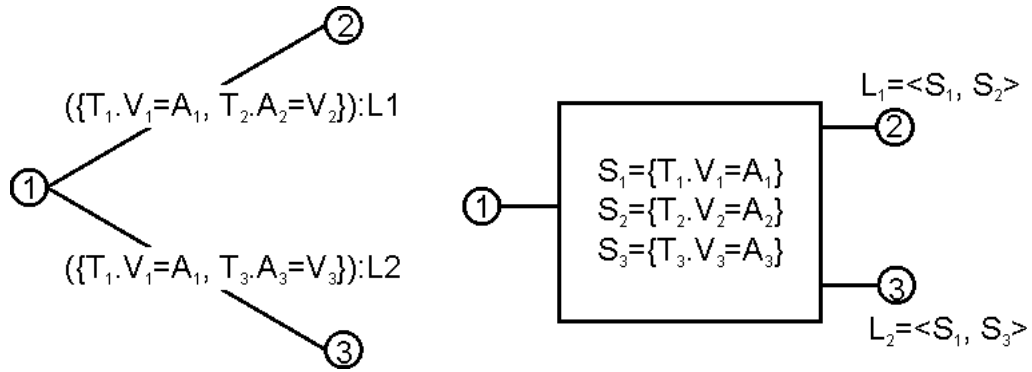 2
({T₁.V₁=A₁, T₂.A₂=V₂}):L1
1
({T₁.V₁=A₁, T₃.A₃=V₃}):L2
3
L₁=<S₁, S₂>
2
S₁={T₁.V₁=A₁}
1
S₂={T₂.V₂=A₂}
S₃={T₃.V₃=A₃}
3
L₂=<S₁, S₃>